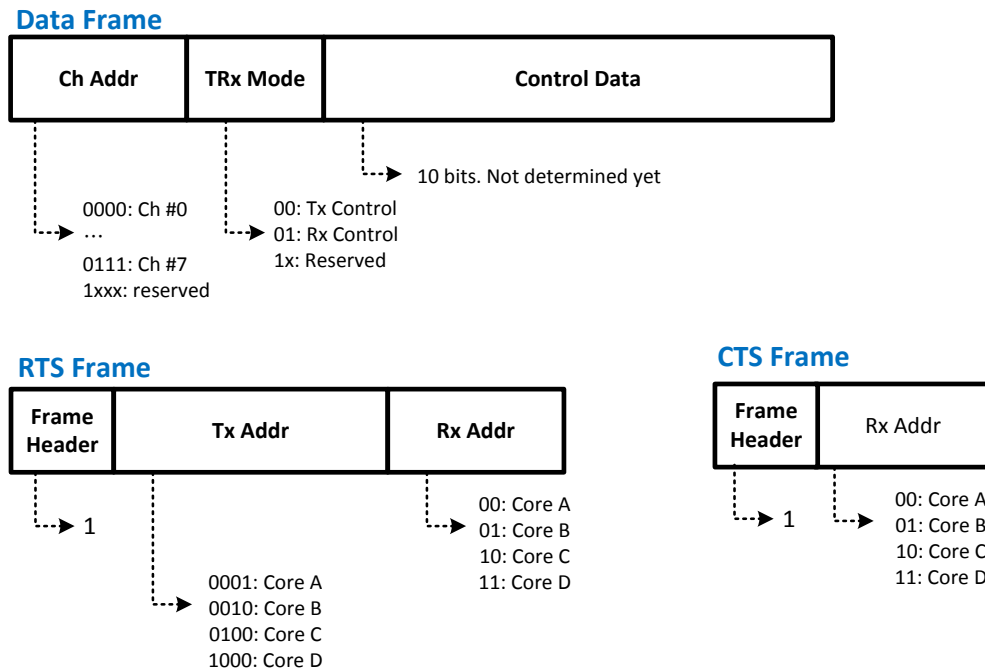 Data Frame
Ch Addr
TRx Mode
Control Data
10 bits. Not determined yet
0000: Ch #0
...
0111: Ch #7
1xxx: reserved
00: Tx Control
01: Rx Control
1x: Reserved
RTS Frame
Frame
Header
Tx Addr
Rx Addr
1
0001: Core A
0010: Core B
0100: Core C
1000: Core D
00: Core A
01: Core B
10: Core C
11: Core D
CTS Frame
Frame
Header
Rx Addr
1
00: Core A
01: Core B
10: Core C
11: Core D